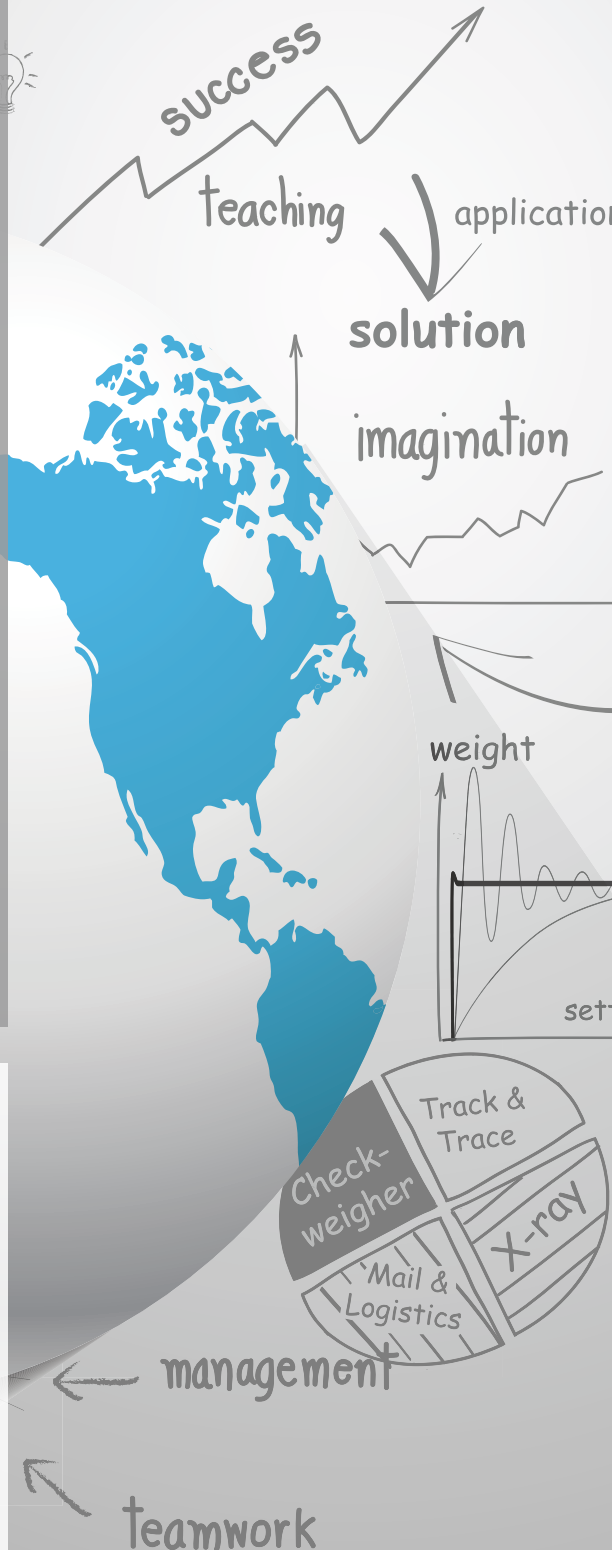 success
teaching
application
solution
imagination
weight
sett
Track &
Trace
Check-
weigher
X-ray
Mail &
Logistics
management
teamwork